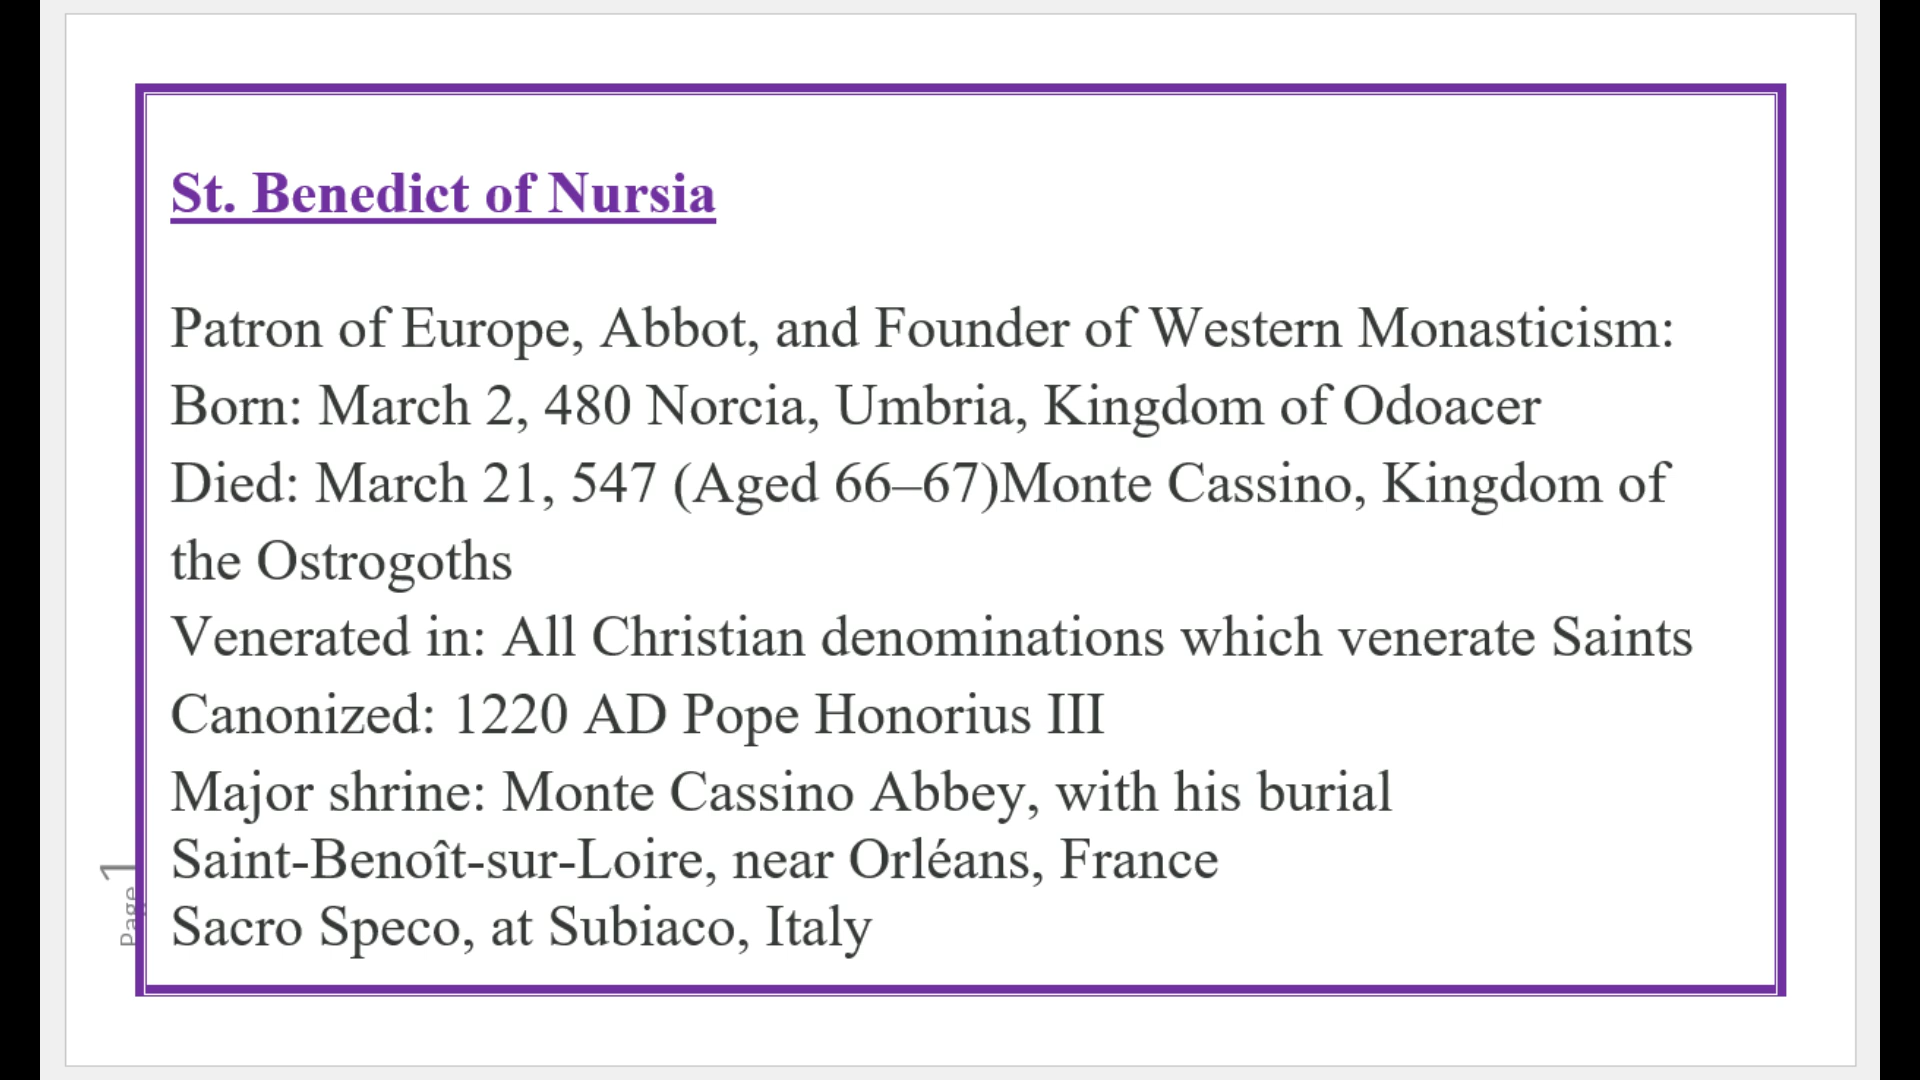 St. Benedict of Nursia
Patron of Europe, Abbot, and Founder of Western Monasticism:
Born: March 2, 480 Norcia, Umbria, Kingdom of Odoacer
Died: March 21, 547 (Aged 66–67)Monte Cassino, Kingdom of
the Ostrogoths
Venerated in: All Christian denominations which venerate Saints
Canonized: 1220 AD Pope Honorius III
Major shrine: Monte Cassino Abbey, with his burial
Saint-Benoît-sur-Loire, near Orléans, France
Sacro Speco, at Subiaco, Italy
Page 1